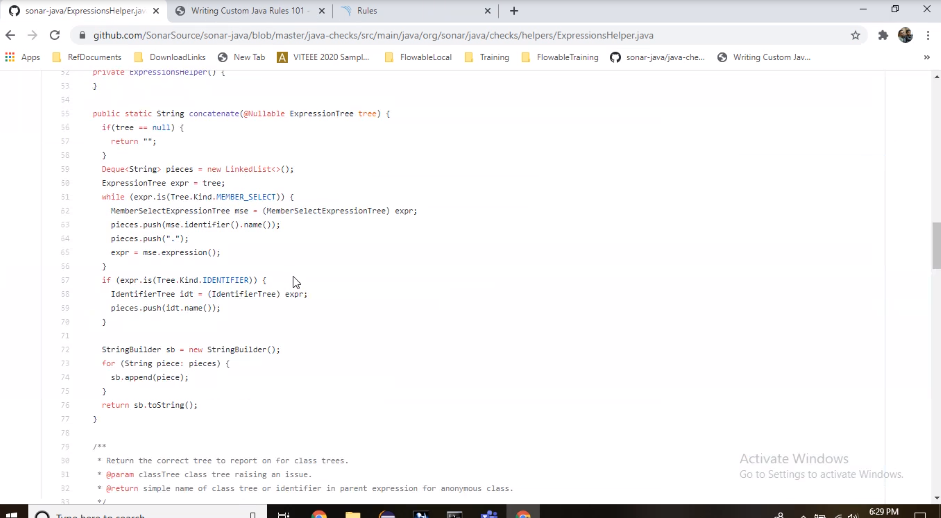 sonar-java/ExpressionsHelper.jav
Writing Custom Java Rules 101
Rules
github.com/SonarSource/sonar-java/blob/master/java-checks/src/main/java/org/sonar/java/checks/helpers/ExpressionsHelper.java
Apps RefDocuments DownloadLinks New Tab VITEEE 2020 Sampl... FlowableLocal Training FlowableTraining sonar-java/java-che... Writing Custom Jav... »
52 private ExpressionsHelper() {
53 }
54
55 public static String concatenate(@Nullable ExpressionTree tree) {
56 if(tree == null) {
57 return "";
58 }
59 Deque<String> pieces = new LinkedList<>();
60 ExpressionTree expr = tree;
61 while (expr.is(Tree.Kind.MEMBER_SELECT)) {
62 MemberSelectExpressionTree mse = (MemberSelectExpressionTree) expr;
63 pieces.push(mse.identifier().name());
64 pieces.push(".");
65 expr = mse.expression();
66 }
67 if (expr.is(Tree.Kind.IDENTIFIER)) {
68 IdentifierTree idt = (IdentifierTree) expr;
69 pieces.push(idt.name());
70 }
71
72 StringBuilder sb = new StringBuilder();
73 for (String piece: pieces) {
74 sb.append(piece);
75 }
76 return sb.toString();
77 }
78
79 /**
80 * Return the correct tree to report on for class trees.
81 * @param classTree class tree raising an issue.
82 * @return simple name of class tree or identifier in parent expression for anonymous class.
83 */
Activate Windows
Go to Settings to activate Windows.
Type here to search
6:29 PM